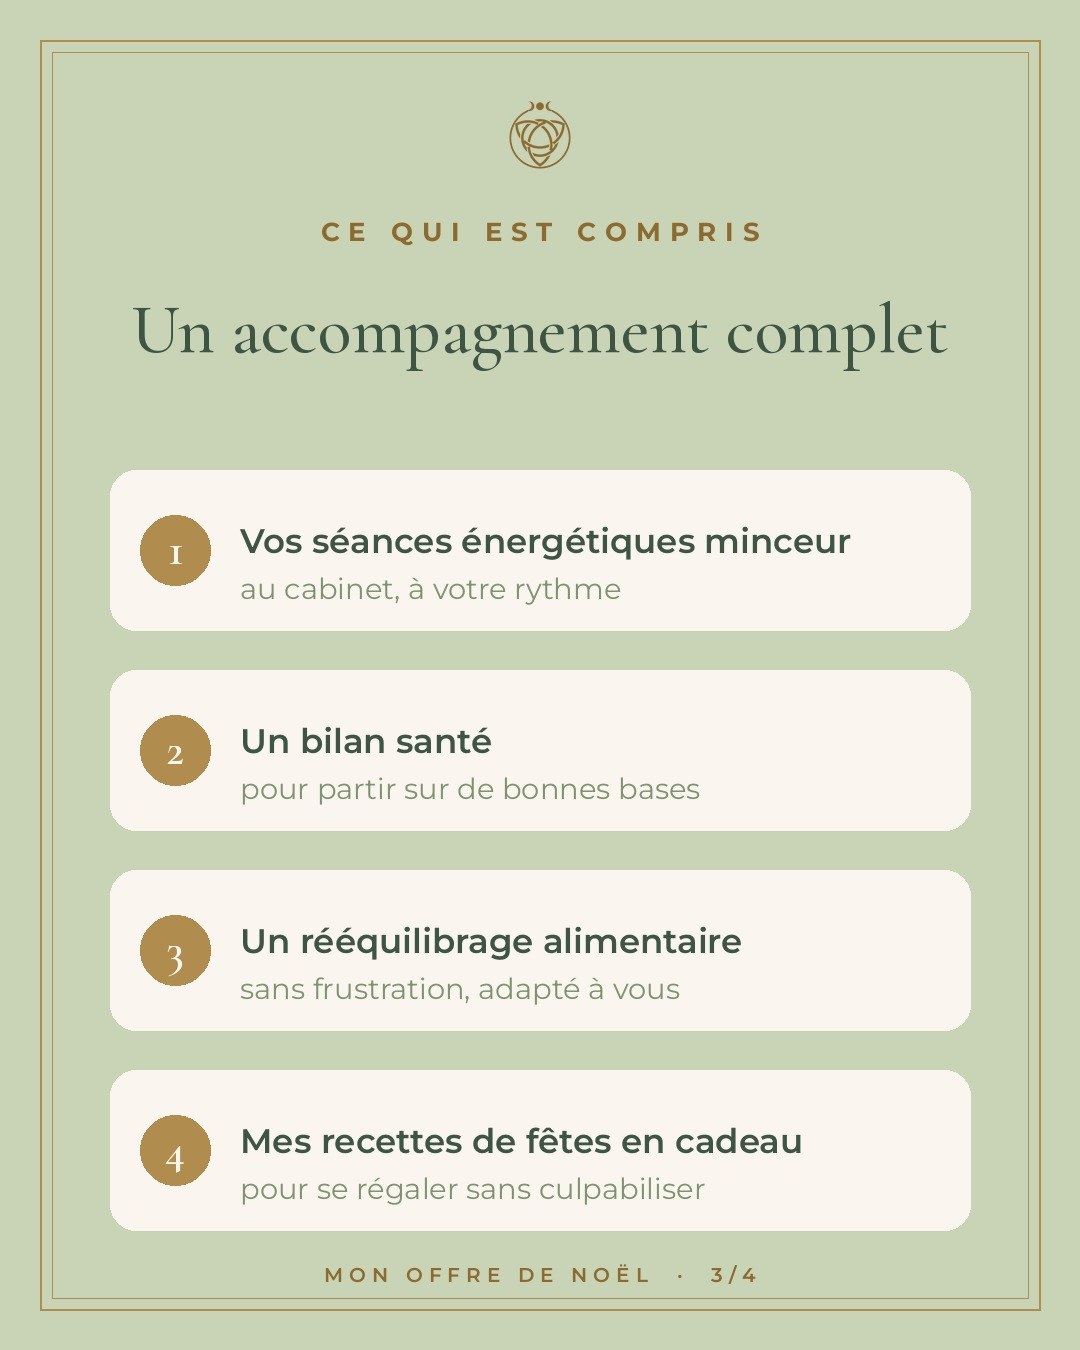 CE QUI EST COMPRIS
Un accompagnement complet
1
Vos séances énergétiques minceur
au cabinet, à votre rythme
2
Un bilan santé
pour partir sur de bonnes bases
3
Un rééquilibrage alimentaire
sans frustration, adapté à vous
4
Mes recettes de fêtes en cadeau
pour se régaler sans culpabiliser
MON OFFRE DE NOËL · 3/4